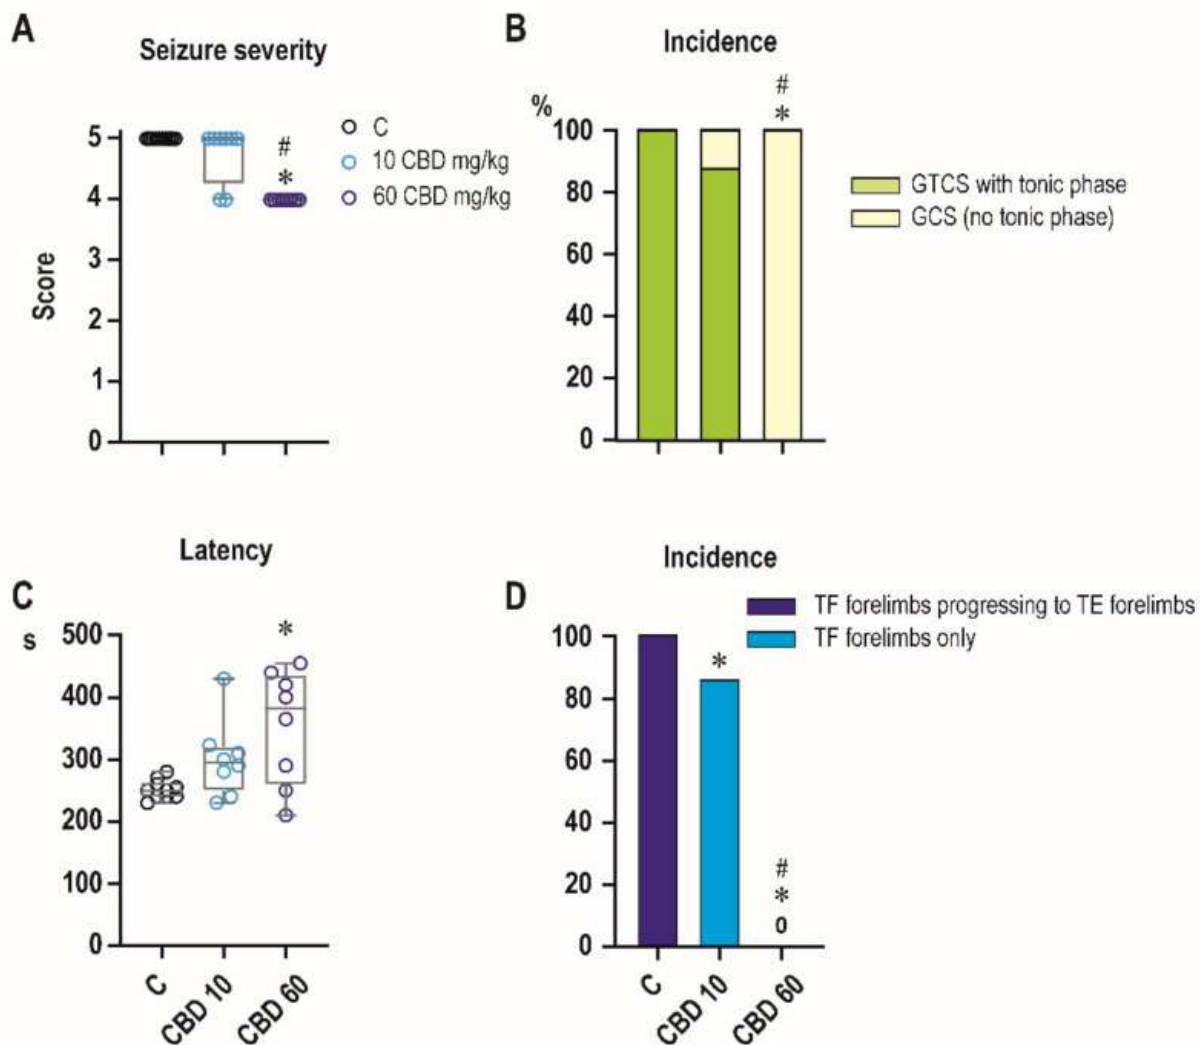 A
Seizure severity
Score
5
4
3
2
1
0
#
*
C
10 CBD mg/kg
60 CBD mg/kg
B
Incidence
%
100
80
60
40
20
0
#
*
GTCS with tonic phase
GCS (no tonic phase)
C
Latency
s
500
400
300
200
100
0
*
C
CBD 10
CBD 60
D
Incidence
TF forelimbs progressing to TE forelimbs
TF forelimbs only
100
80
60
40
20
0
*
#
*
0
C
CBD 10
CBD 60